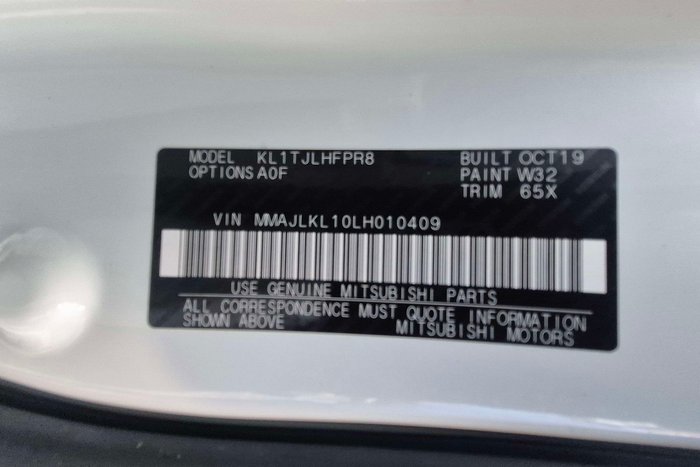 MODEL KL1TJLHFPR8 BUILT OCT19
OPTIONS A0F PAINT W32
TRIM 65X
VIN MMAJLKL10LH010409
USE GENUINE MITSUBISHI PARTS
ALL CORRESPONDENCE MUST QUOTE INFORMATION
SHOWN ABOVE MITSUBISHI MOTORS